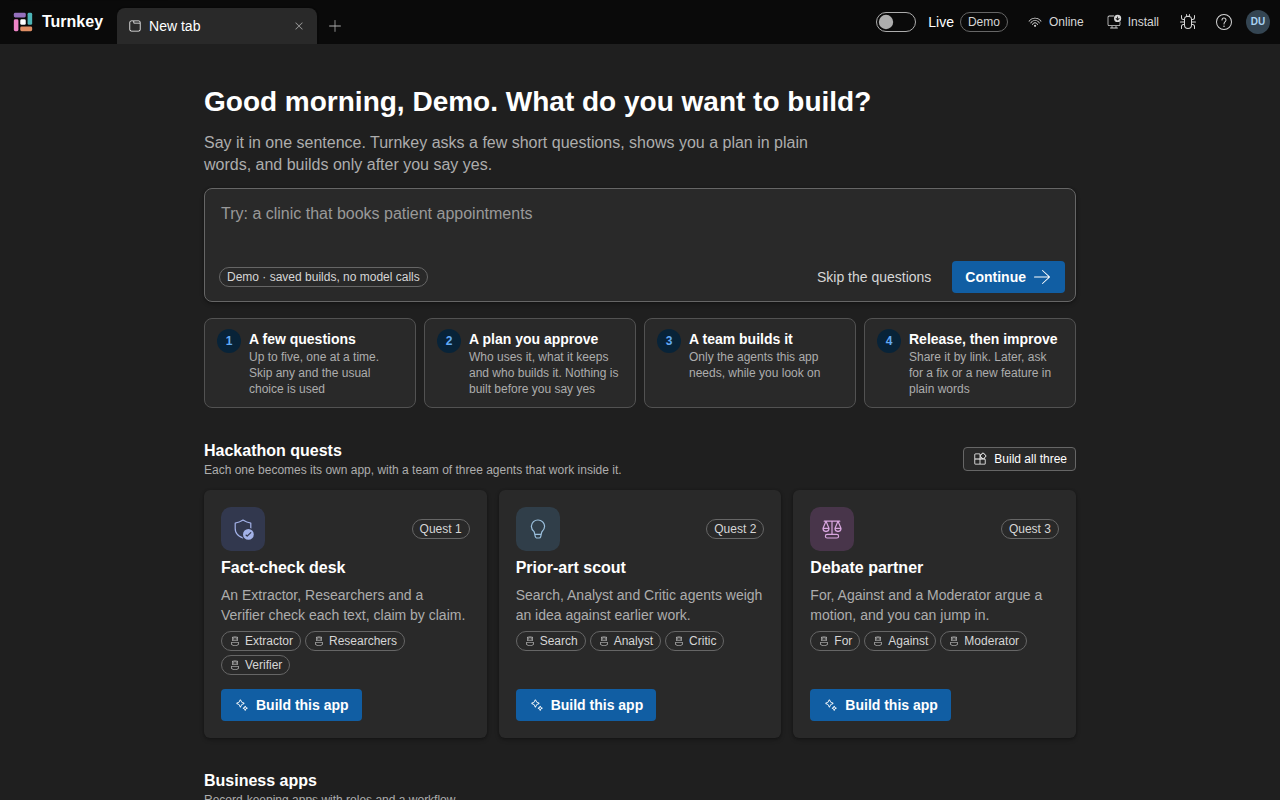 Turnkey
New tab
Live
Demo
Online
Install
DU
Good morning, Demo. What do you want to build?
Say it in one sentence. Turnkey asks a few short questions, shows you a plan in plain
words, and builds only after you say yes.
Try: a clinic that books patient appointments
Demo · saved builds, no model calls
Skip the questions
Continue
1
A few questions
Up to five, one at a time.
Skip any and the usual
choice is used
2
A plan you approve
Who uses it, what it keeps
and who builds it. Nothing is
built before you say yes
3
A team builds it
Only the agents this app
needs, while you look on
4
Release, then improve
Share it by link. Later, ask
for a fix or a new feature in
plain words
Hackathon quests
Each one becomes its own app, with a team of three agents that work inside it.
Build all three
Quest 1
Fact-check desk
An Extractor, Researchers and a
Verifier check each text, claim by claim.
Extractor
Researchers
Verifier
Build this app
Quest 2
Prior-art scout
Search, Analyst and Critic agents weigh
an idea against earlier work.
Search
Analyst
Critic
Build this app
Quest 3
Debate partner
For, Against and a Moderator argue a
motion, and you can jump in.
For
Against
Moderator
Build this app
Business apps
Record-keeping apps with roles and a workflow.